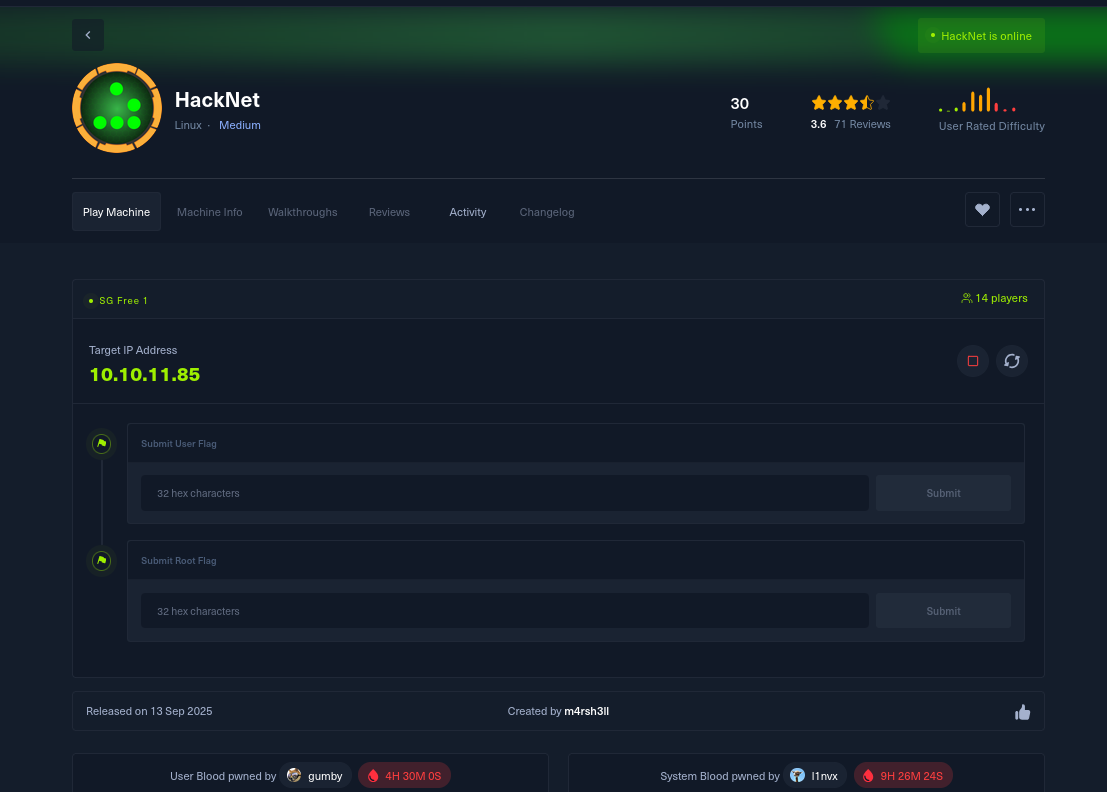 HackNet is online
HackNet
Linux · Medium
30
Points
3.6 71 Reviews
User Rated Difficulty
Play Machine Machine Info Walkthroughs Reviews Activity Changelog
SG Free 1
14 players
Target IP Address
10.10.11.85
Submit User Flag
32 hex characters Submit
Submit Root Flag
32 hex characters Submit
Released on 13 Sep 2025 Created by m4rsh3ll
User Blood pwned by gumby 4H 30M 0S
System Blood pwned by l1nvx 9H 26M 24S